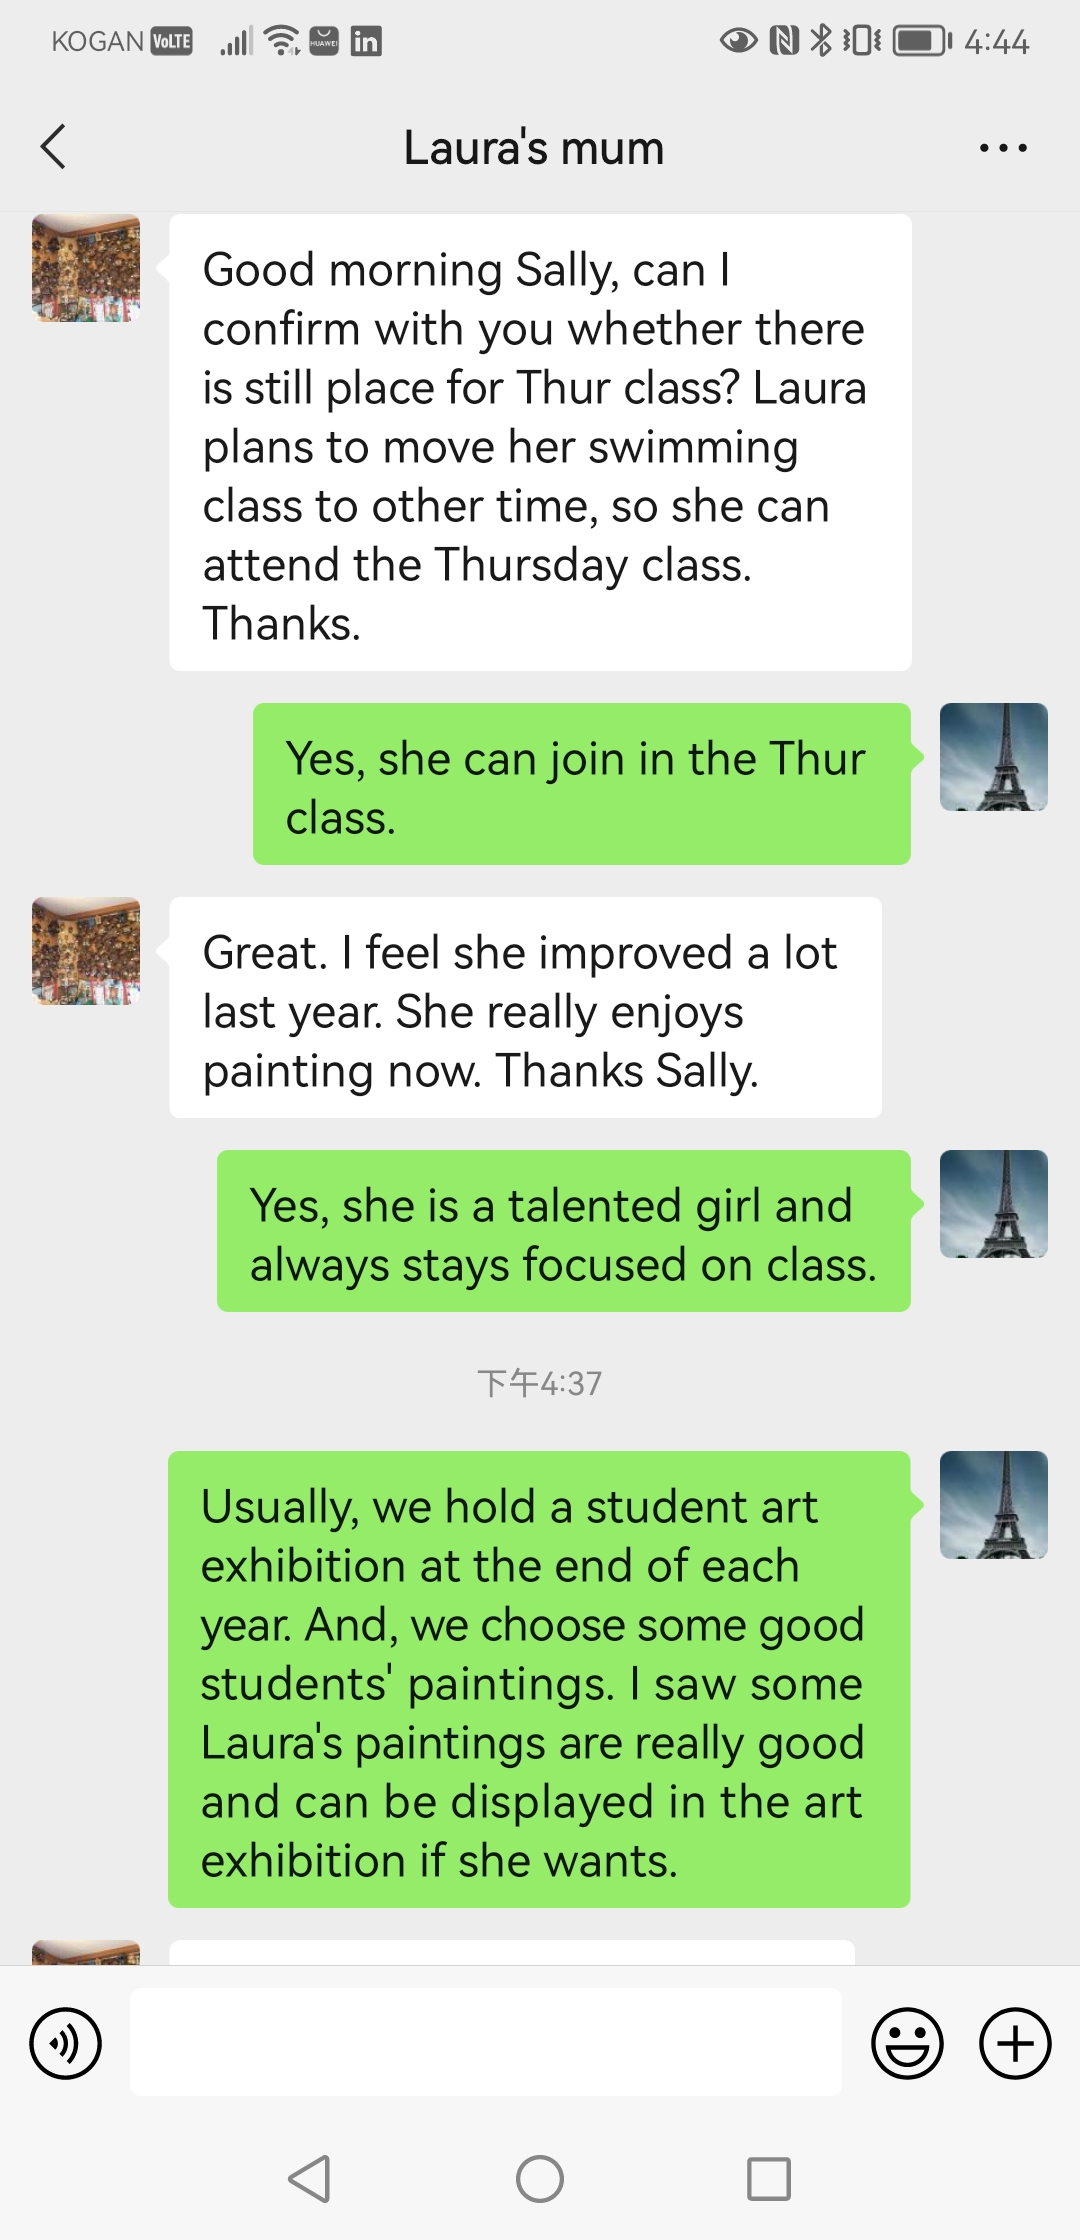 KOGAN VoLTE HUAWEI in 4:44
Laura's mum
Good morning Sally, can I
confirm with you whether there
is still place for Thur class? Laura
plans to move her swimming
class to other time, so she can
attend the Thursday class.
Thanks.
Yes, she can join in the Thur
class.
Great. I feel she improved a lot
last year. She really enjoys
painting now. Thanks Sally.
Yes, she is a talented girl and
always stays focused on class.
下午4:37
Usually, we hold a student art
exhibition at the end of each
year. And, we choose some good
students' paintings. I saw some
Laura's paintings are really good
and can be displayed in the art
exhibition if she wants.